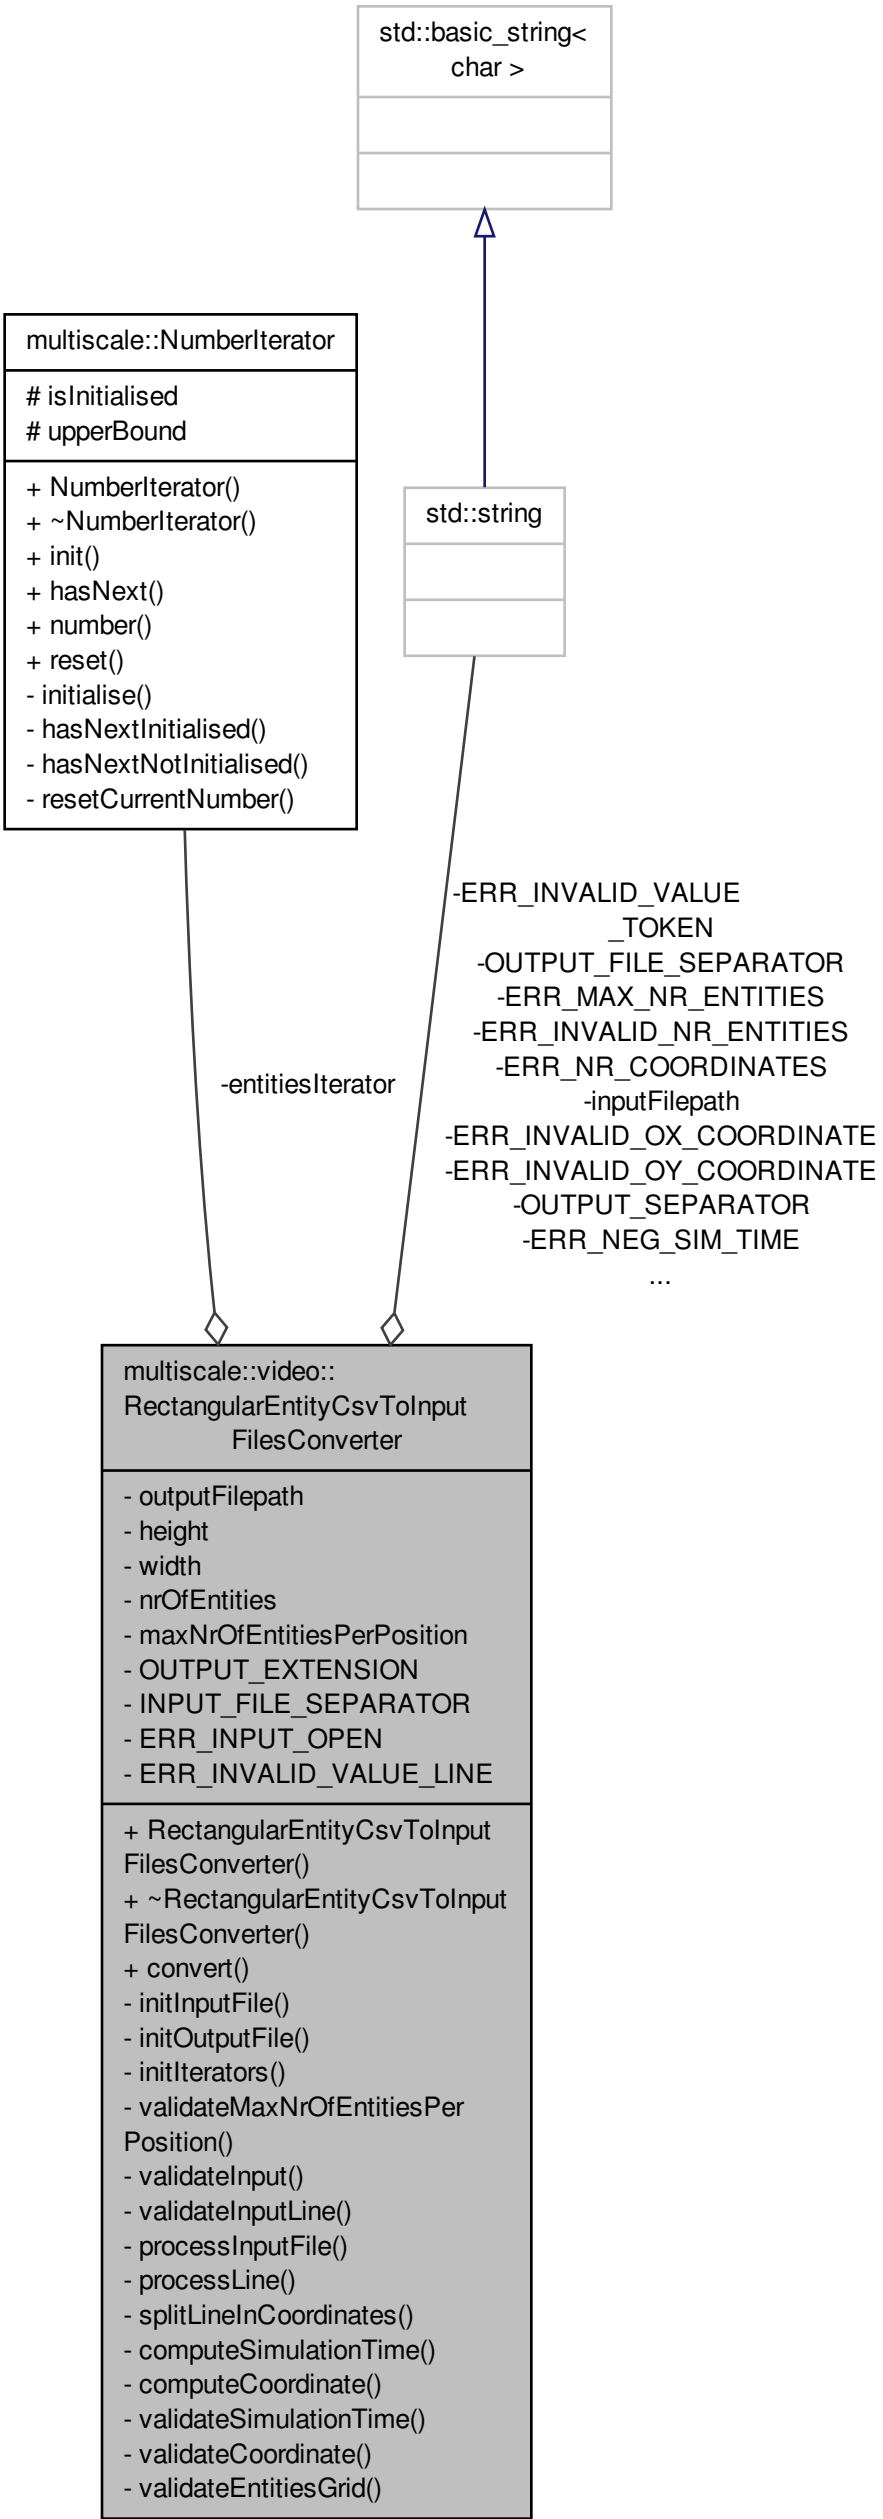 std::basic_string<
char >
multiscale::NumberIterator
# isInitialised
# upperBound
+ NumberIterator()
+ ~NumberIterator()
+ init()
+ hasNext()
+ number()
+ reset()
- initialise()
- hasNextInitialised()
- hasNextNotInitialised()
- resetCurrentNumber()
std::string
-entitiesIterator
-ERR_INVALID_VALUE
_TOKEN
-OUTPUT_FILE_SEPARATOR
-ERR_MAX_NR_ENTITIES
-ERR_INVALID_NR_ENTITIES
-ERR_NR_COORDINATES
-inputFilepath
-ERR_INVALID_OX_COORDINATE
-ERR_INVALID_OY_COORDINATE
-OUTPUT_SEPARATOR
-ERR_NEG_SIM_TIME
...
multiscale::video::
RectangularEntityCsvToInput
FilesConverter
- outputFilepath
- height
- width
- nrOfEntities
- maxNrOfEntitiesPerPosition
- OUTPUT_EXTENSION
- INPUT_FILE_SEPARATOR
- ERR_INPUT_OPEN
- ERR_INVALID_VALUE_LINE
+ RectangularEntityCsvToInput
FilesConverter()
+ ~RectangularEntityCsvToInput
FilesConverter()
+ convert()
- initInputFile()
- initOutputFile()
- initIterators()
- validateMaxNrOfEntitiesPer
Position()
- validateInput()
- validateInputLine()
- processInputFile()
- processLine()
- splitLineInCoordinates()
- computeSimulationTime()
- computeCoordinate()
- validateSimulationTime()
- validateCoordinate()
- validateEntitiesGrid()